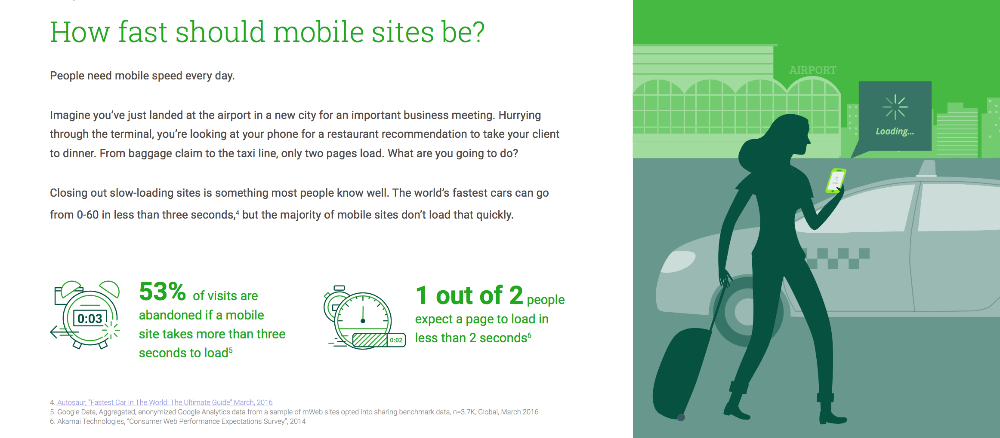 How fast should mobile sites be?
People need mobile speed every day.
Imagine you’ve just landed at the airport in a new city for an important business meeting. Hurrying
through the terminal, you’re looking at your phone for a restaurant recommendation to take your client
to dinner. From baggage claim to the taxi line, only two pages load. What are you going to do?
Closing out slow-loading sites is something most people know well. The world’s fastest cars can go
from 0-60 in less than three seconds,⁴ but the majority of mobile sites don’t load that quickly.
0:03
53% of visits are
abandoned if a mobile
site takes more than three
seconds to load⁵
0:02
1 out of 2 people
expect a page to load in
less than 2 seconds⁶
4. Autosaur, “Fastest Car In The World: The Ultimate Guide” March, 2016
5. Google Data, Aggregated, anonymized Google Analytics data from a sample of mWeb sites opted into sharing benchmark data, n=3.7K, Global, March 2016
6. Akamai Technologies, “Consumer Web Performance Expectations Survey“, 2014
AIRPORT
Loading...
Loading...